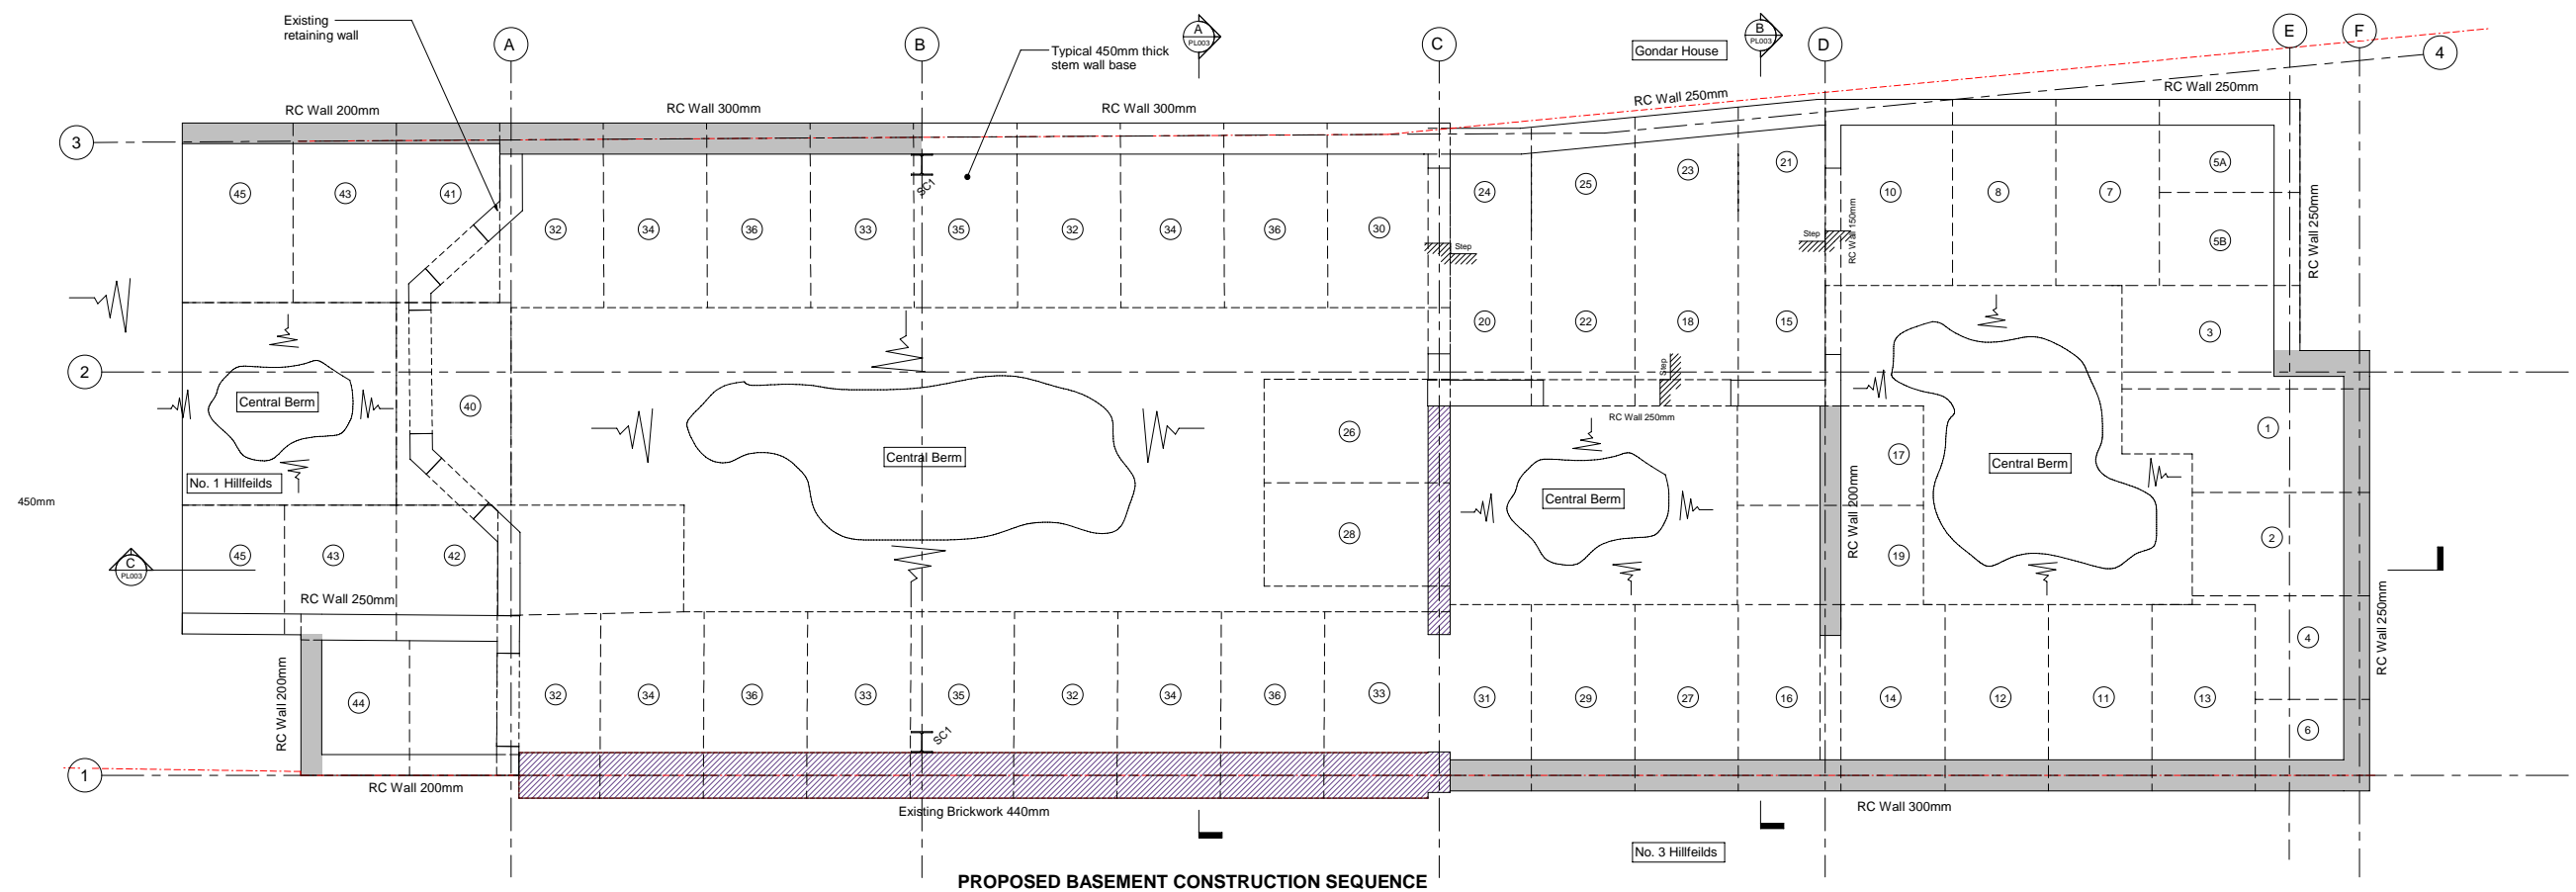 Existing
retaining wall
A
B
A
PL003
Typical 450mm thick
stem wall base
C
Gondar House
B
PL003
D
E
F
4
RC Wall 200mm
RC Wall 300mm
RC Wall 300mm
RC Wall 250mm
RC Wall 250mm
3
45
43
41
SC1
24
25
23
21
10
8
7
5A
32
34
36
33
35
32
34
36
30
Step
Step
RC Wall 150mm
5B
RC Wall 250mm
20
22
18
15
3
2
Step
Central Berm
40
26
RC Wall 250mm
1
Central Berm
17
Central Berm
No. 1 Hillfeilds
450mm
Central Berm
RC Wall 200mm
28
2
C
PL003
45
43
42
19
RC Wall 250mm
RC Wall 250mm
4
RC Wall 200mm
44
32
34
36
33
35
32
34
36
33
31
29
27
16
14
12
11
13
6
SC1
1
RC Wall 200mm
Existing Brickwork 440mm
RC Wall 300mm
No. 3 Hillfeilds
PROPOSED BASEMENT CONSTRUCTION SEQUENCE